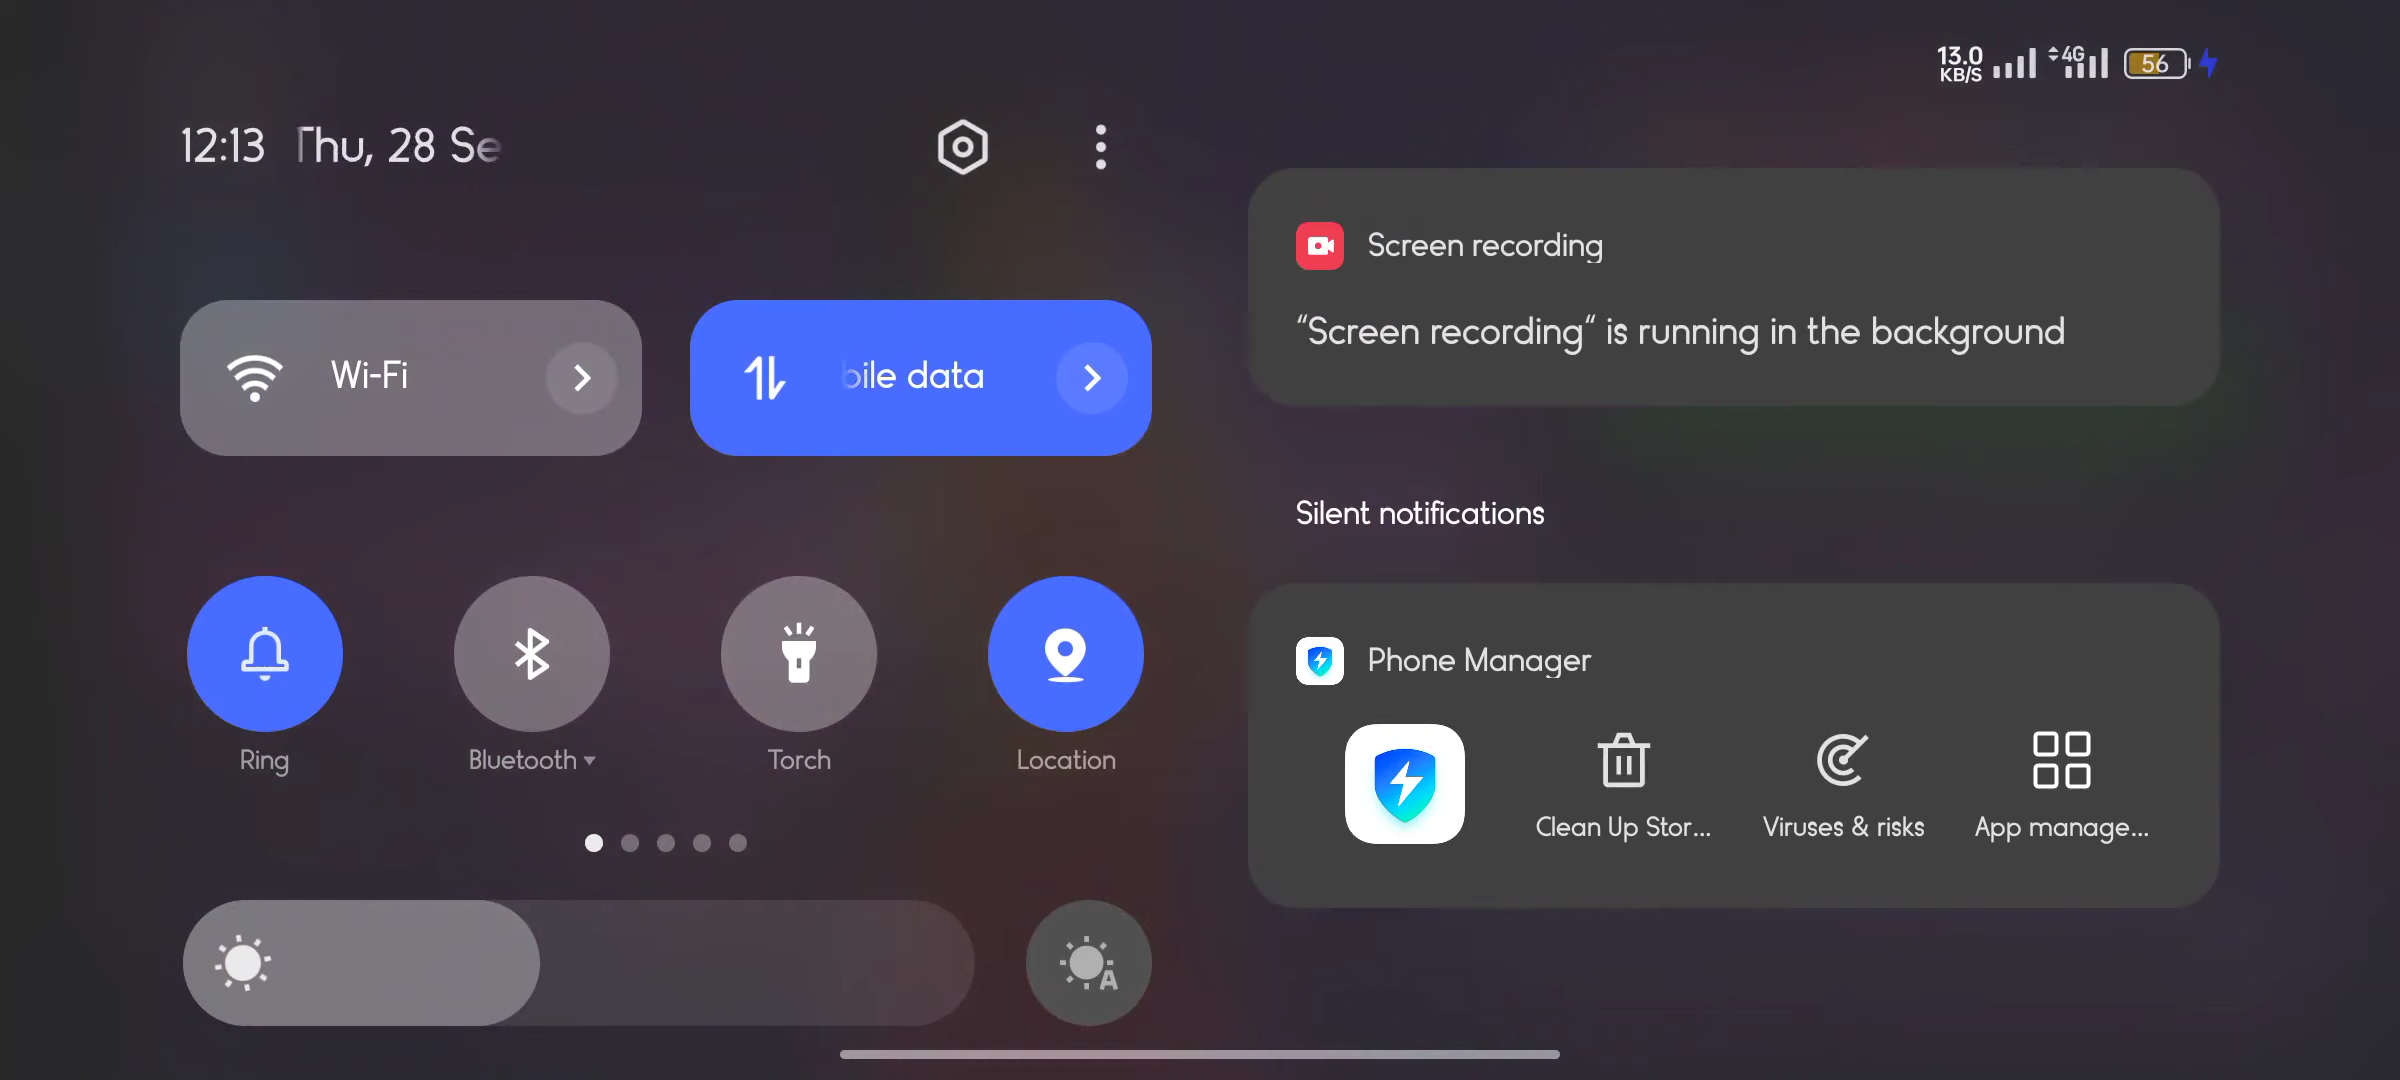 13.0
KB/S
4G
56
12:13 Thu, 28 Se
Wi-Fi
bile data
Ring
Bluetooth
Torch
Location
A
Screen recording
“Screen recording“ is running in the background
Silent notifications
Phone Manager
Clean Up Stor...
Viruses & risks
App manage...